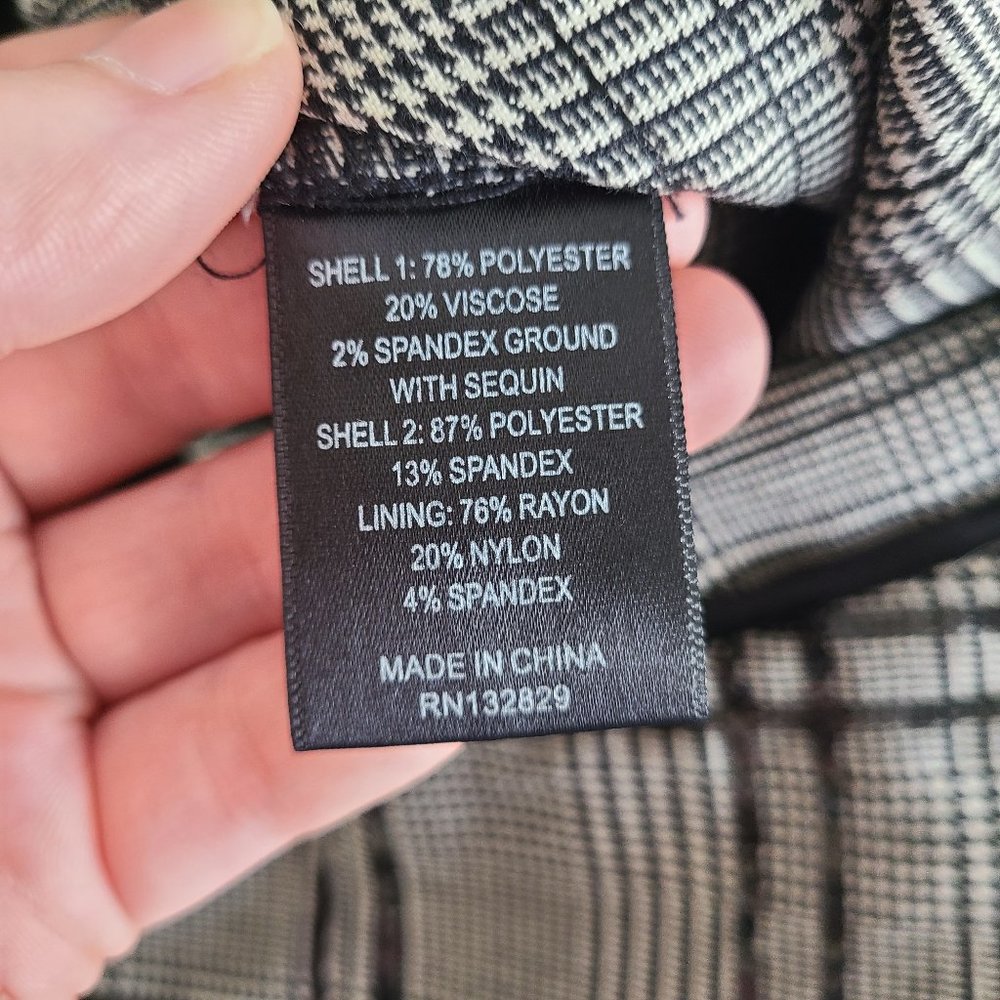 SHELL 1: 78% POLYESTER
20% VISCOSE
2% SPANDEX GROUND
WITH SEQUIN
SHELL 2: 87% POLYESTER
13% SPANDEX
LINING: 76% RAYON
20% NYLON
4% SPANDEX
MADE IN CHINA
RN132829